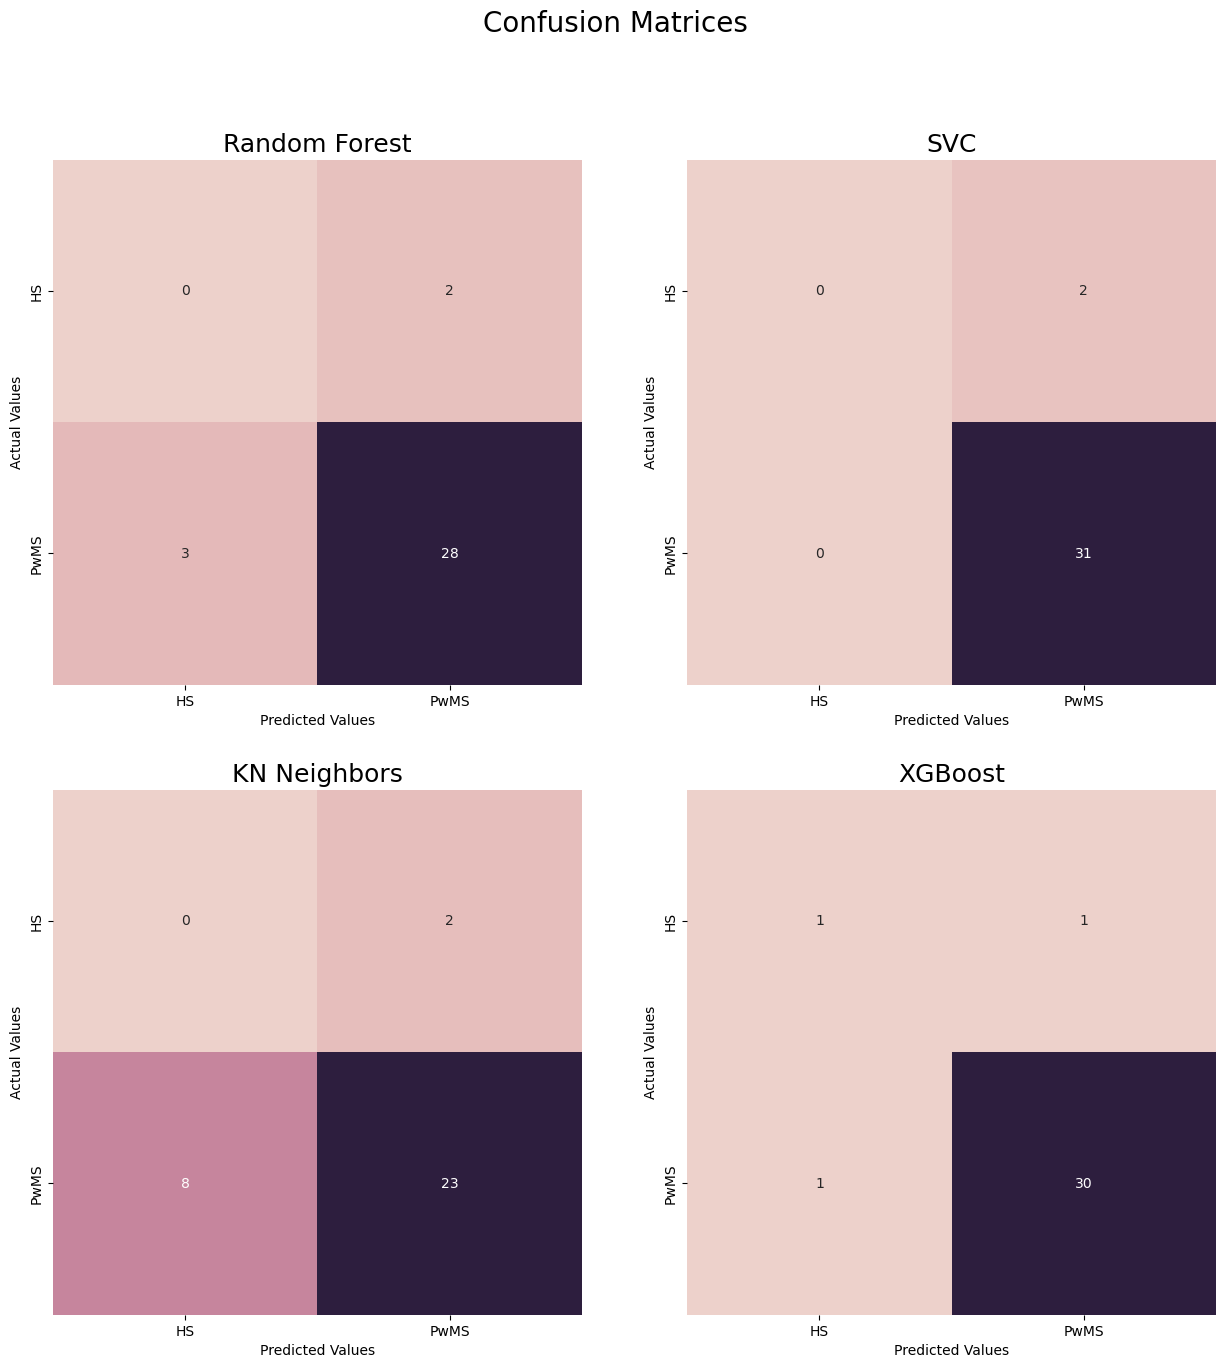 Confusion Matrices
Random Forest
HS
0
2
Actual Values
PwMS
3
28
HS
PwMS
Predicted Values
SVC
HS
0
2
Actual Values
PwMS
0
31
HS
PwMS
Predicted Values
KN Neighbors
HS
0
2
Actual Values
PwMS
8
23
HS
PwMS
Predicted Values
XGBoost
HS
1
1
Actual Values
PwMS
1
30
HS
PwMS
Predicted Values